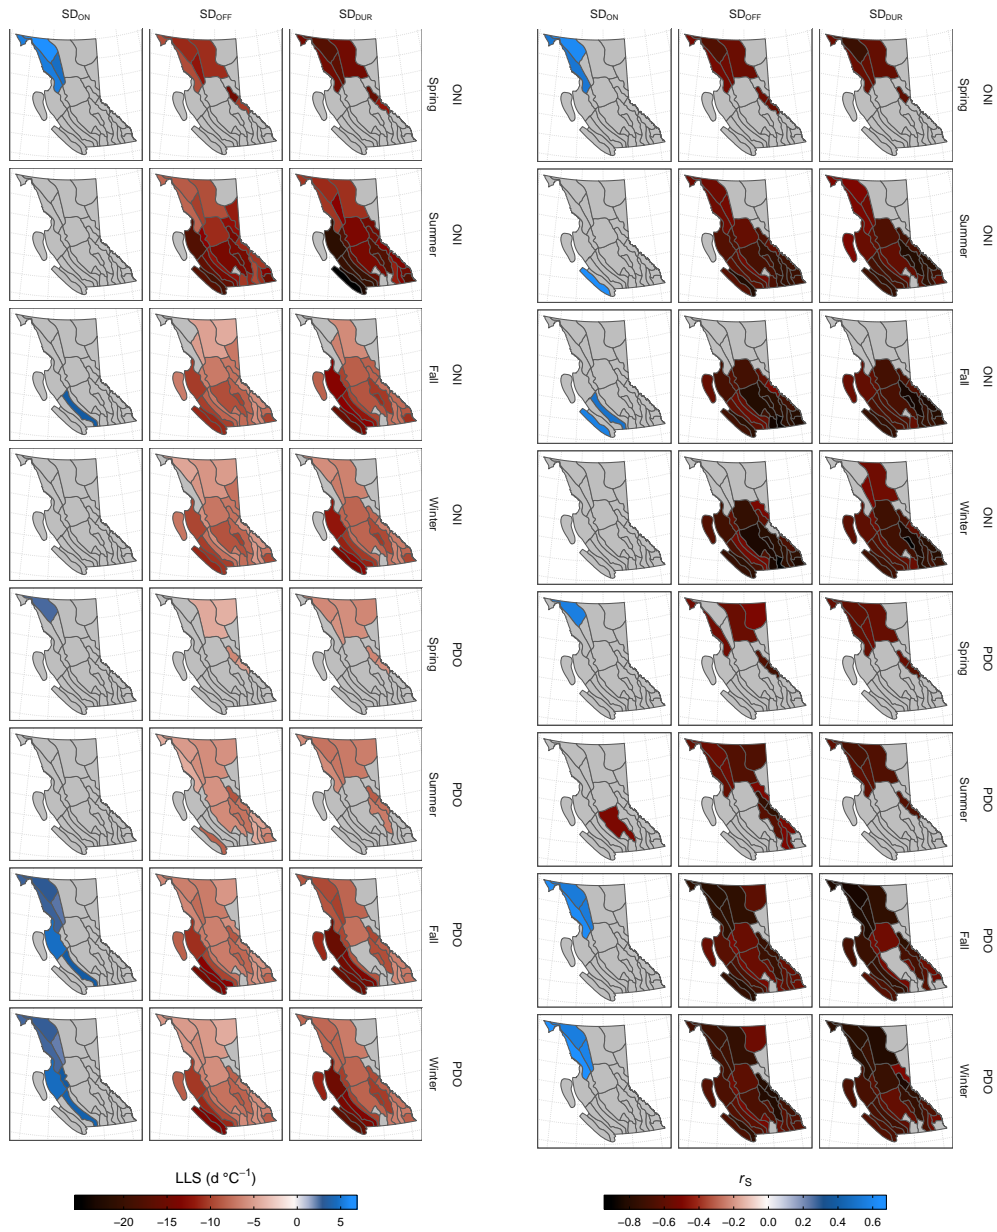 SD_ON SD_OFF SD_DUR SD_ON SD_OFF SD_DUR
ONI Spring ONI Spring
ONI Summer ONI Summer
ONI Fall ONI Fall
ONI Winter ONI Winter
PDO Spring PDO Spring
PDO Summer PDO Summer
PDO Fall PDO Fall
PDO Winter PDO Winter
LLS (d °C⁻¹)
−20 −15 −10 −5 0 5
r_S
−0.8 −0.6 −0.4 −0.2 0.0 0.2 0.4 0.6